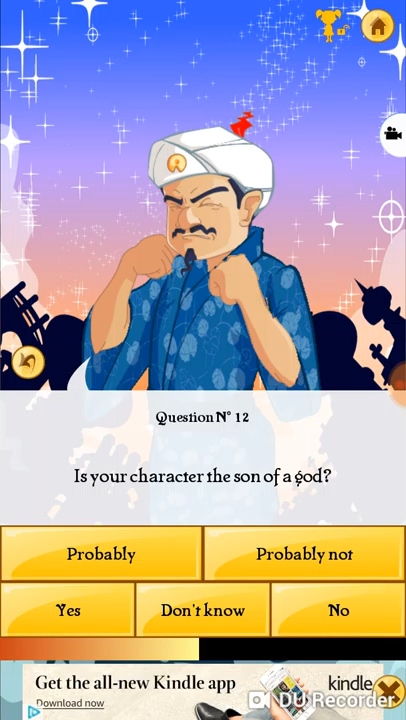 Question N° 12
Is your character the son of a god?
Probably
Probably not
Yes
Don't know
No
Get the all-new Kindle app
Download now
kindle
DU Recorder